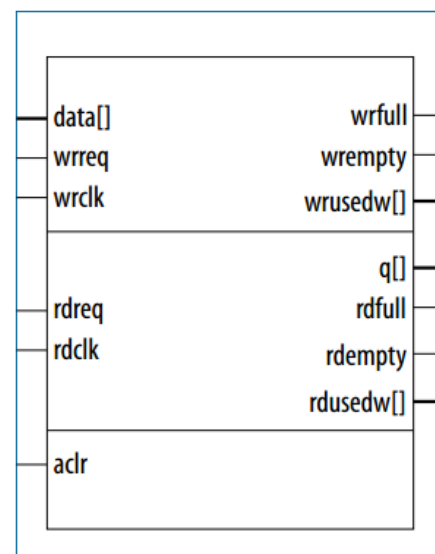 data[] wrfull
wrreq wrempty
wrclk wrusedw[]
q[]
rdreq rdfull
rdclk rdempty
rdusedw[]
aclr